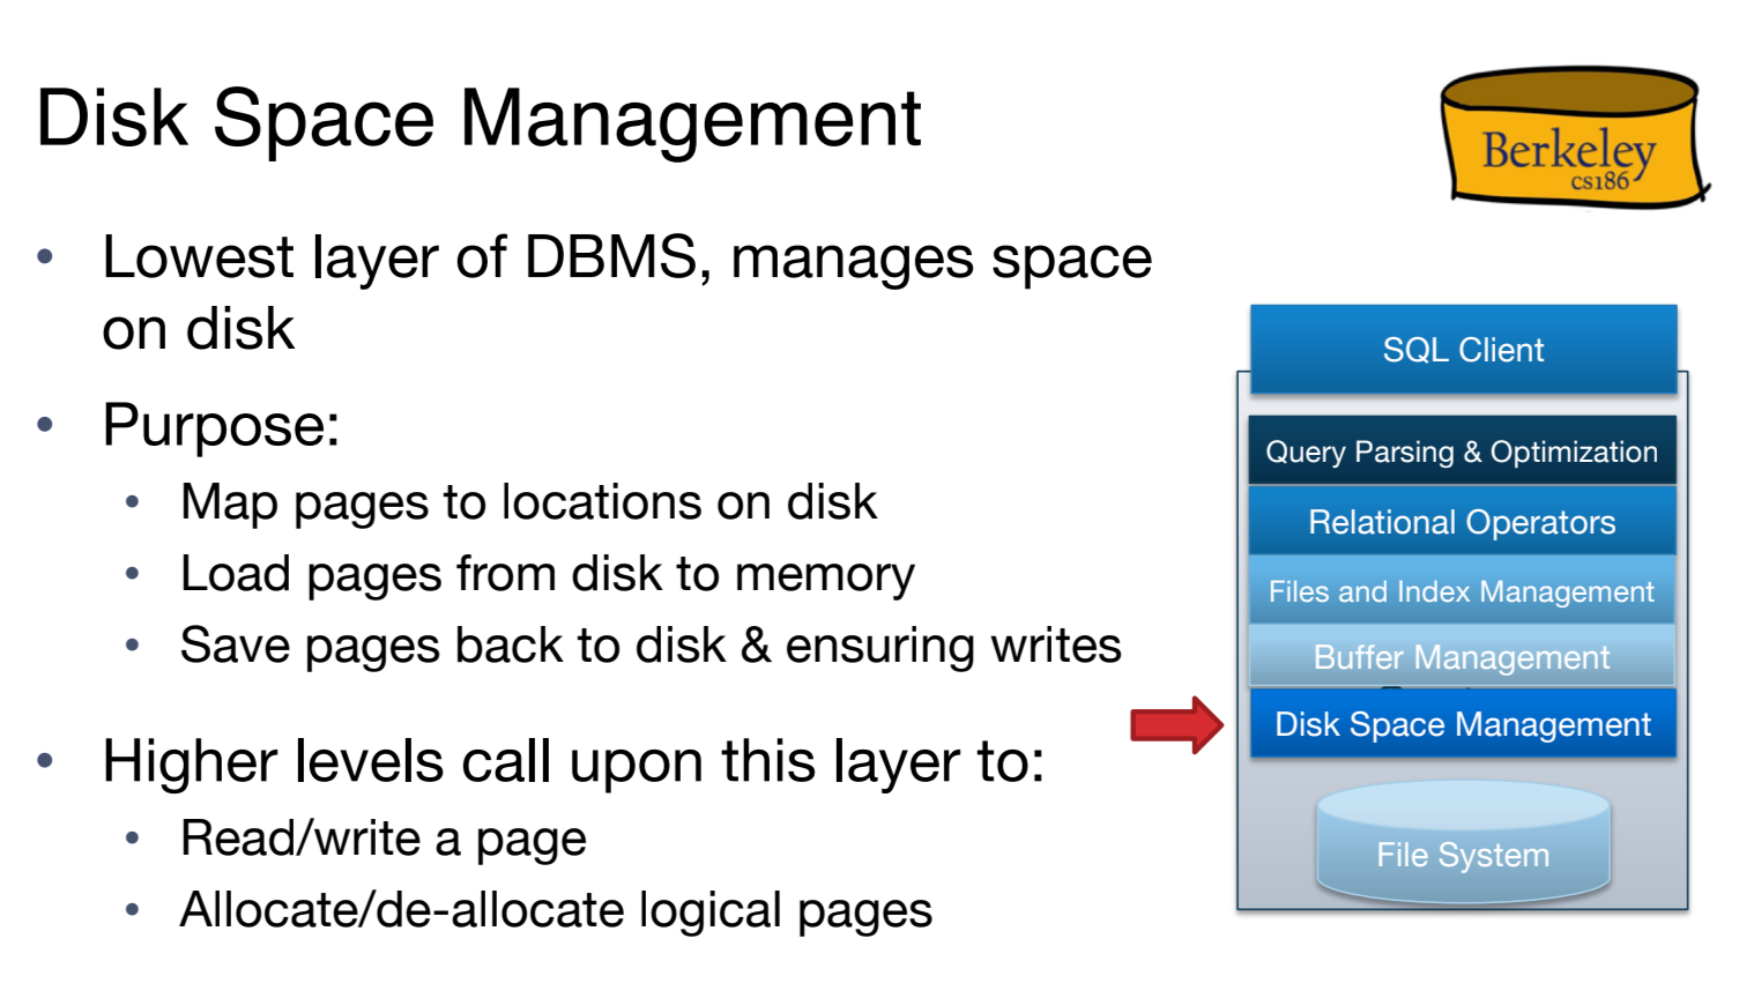 Disk Space Management
Berkeley
cs186
• Lowest layer of DBMS, manages space
on disk
• Purpose:
• Map pages to locations on disk
• Load pages from disk to memory
• Save pages back to disk & ensuring writes
• Higher levels call upon this layer to:
• Read/write a page
• Allocate/de-allocate logical pages
SQL Client
Query Parsing & Optimization
Relational Operators
Files and Index Management
Buffer Management
Disk Space Management
File System